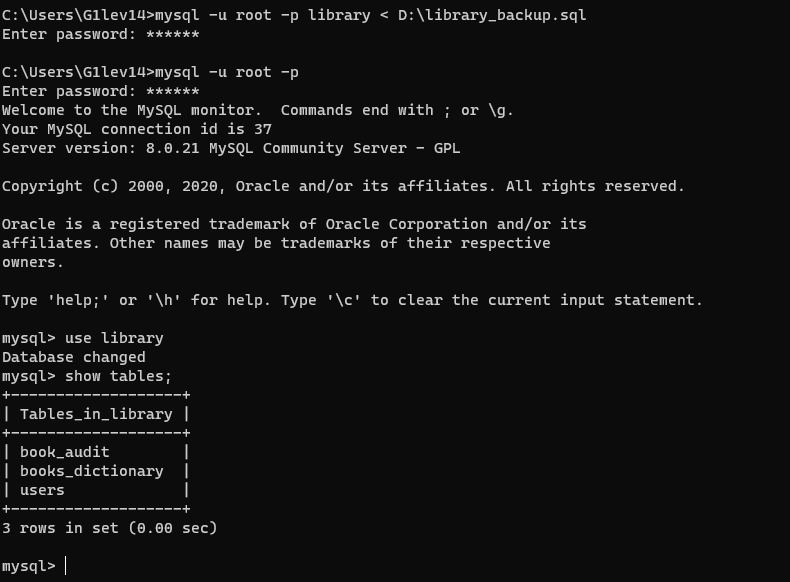 C:\Users\G1lev14>mysql -u root -p library < D:\library_backup.sql
Enter password: ******
C:\Users\G1lev14>mysql -u root -p
Enter password: ******
Welcome to the MySQL monitor.  Commands end with ; or \g.
Your MySQL connection id is 37
Server version: 8.0.21 MySQL Community Server - GPL
Copyright (c) 2000, 2020, Oracle and/or its affiliates. All rights reserved.
Oracle is a registered trademark of Oracle Corporation and/or its
affiliates. Other names may be trademarks of their respective
owners.
Type 'help;' or '\h' for help. Type '\c' to clear the current input statement.
mysql> use library
Database changed
mysql> show tables;
+-------------------+
| Tables_in_library |
+-------------------+
| book_audit        |
| books_dictionary  |
| users             |
+-------------------+
3 rows in set (0.00 sec)
mysql>